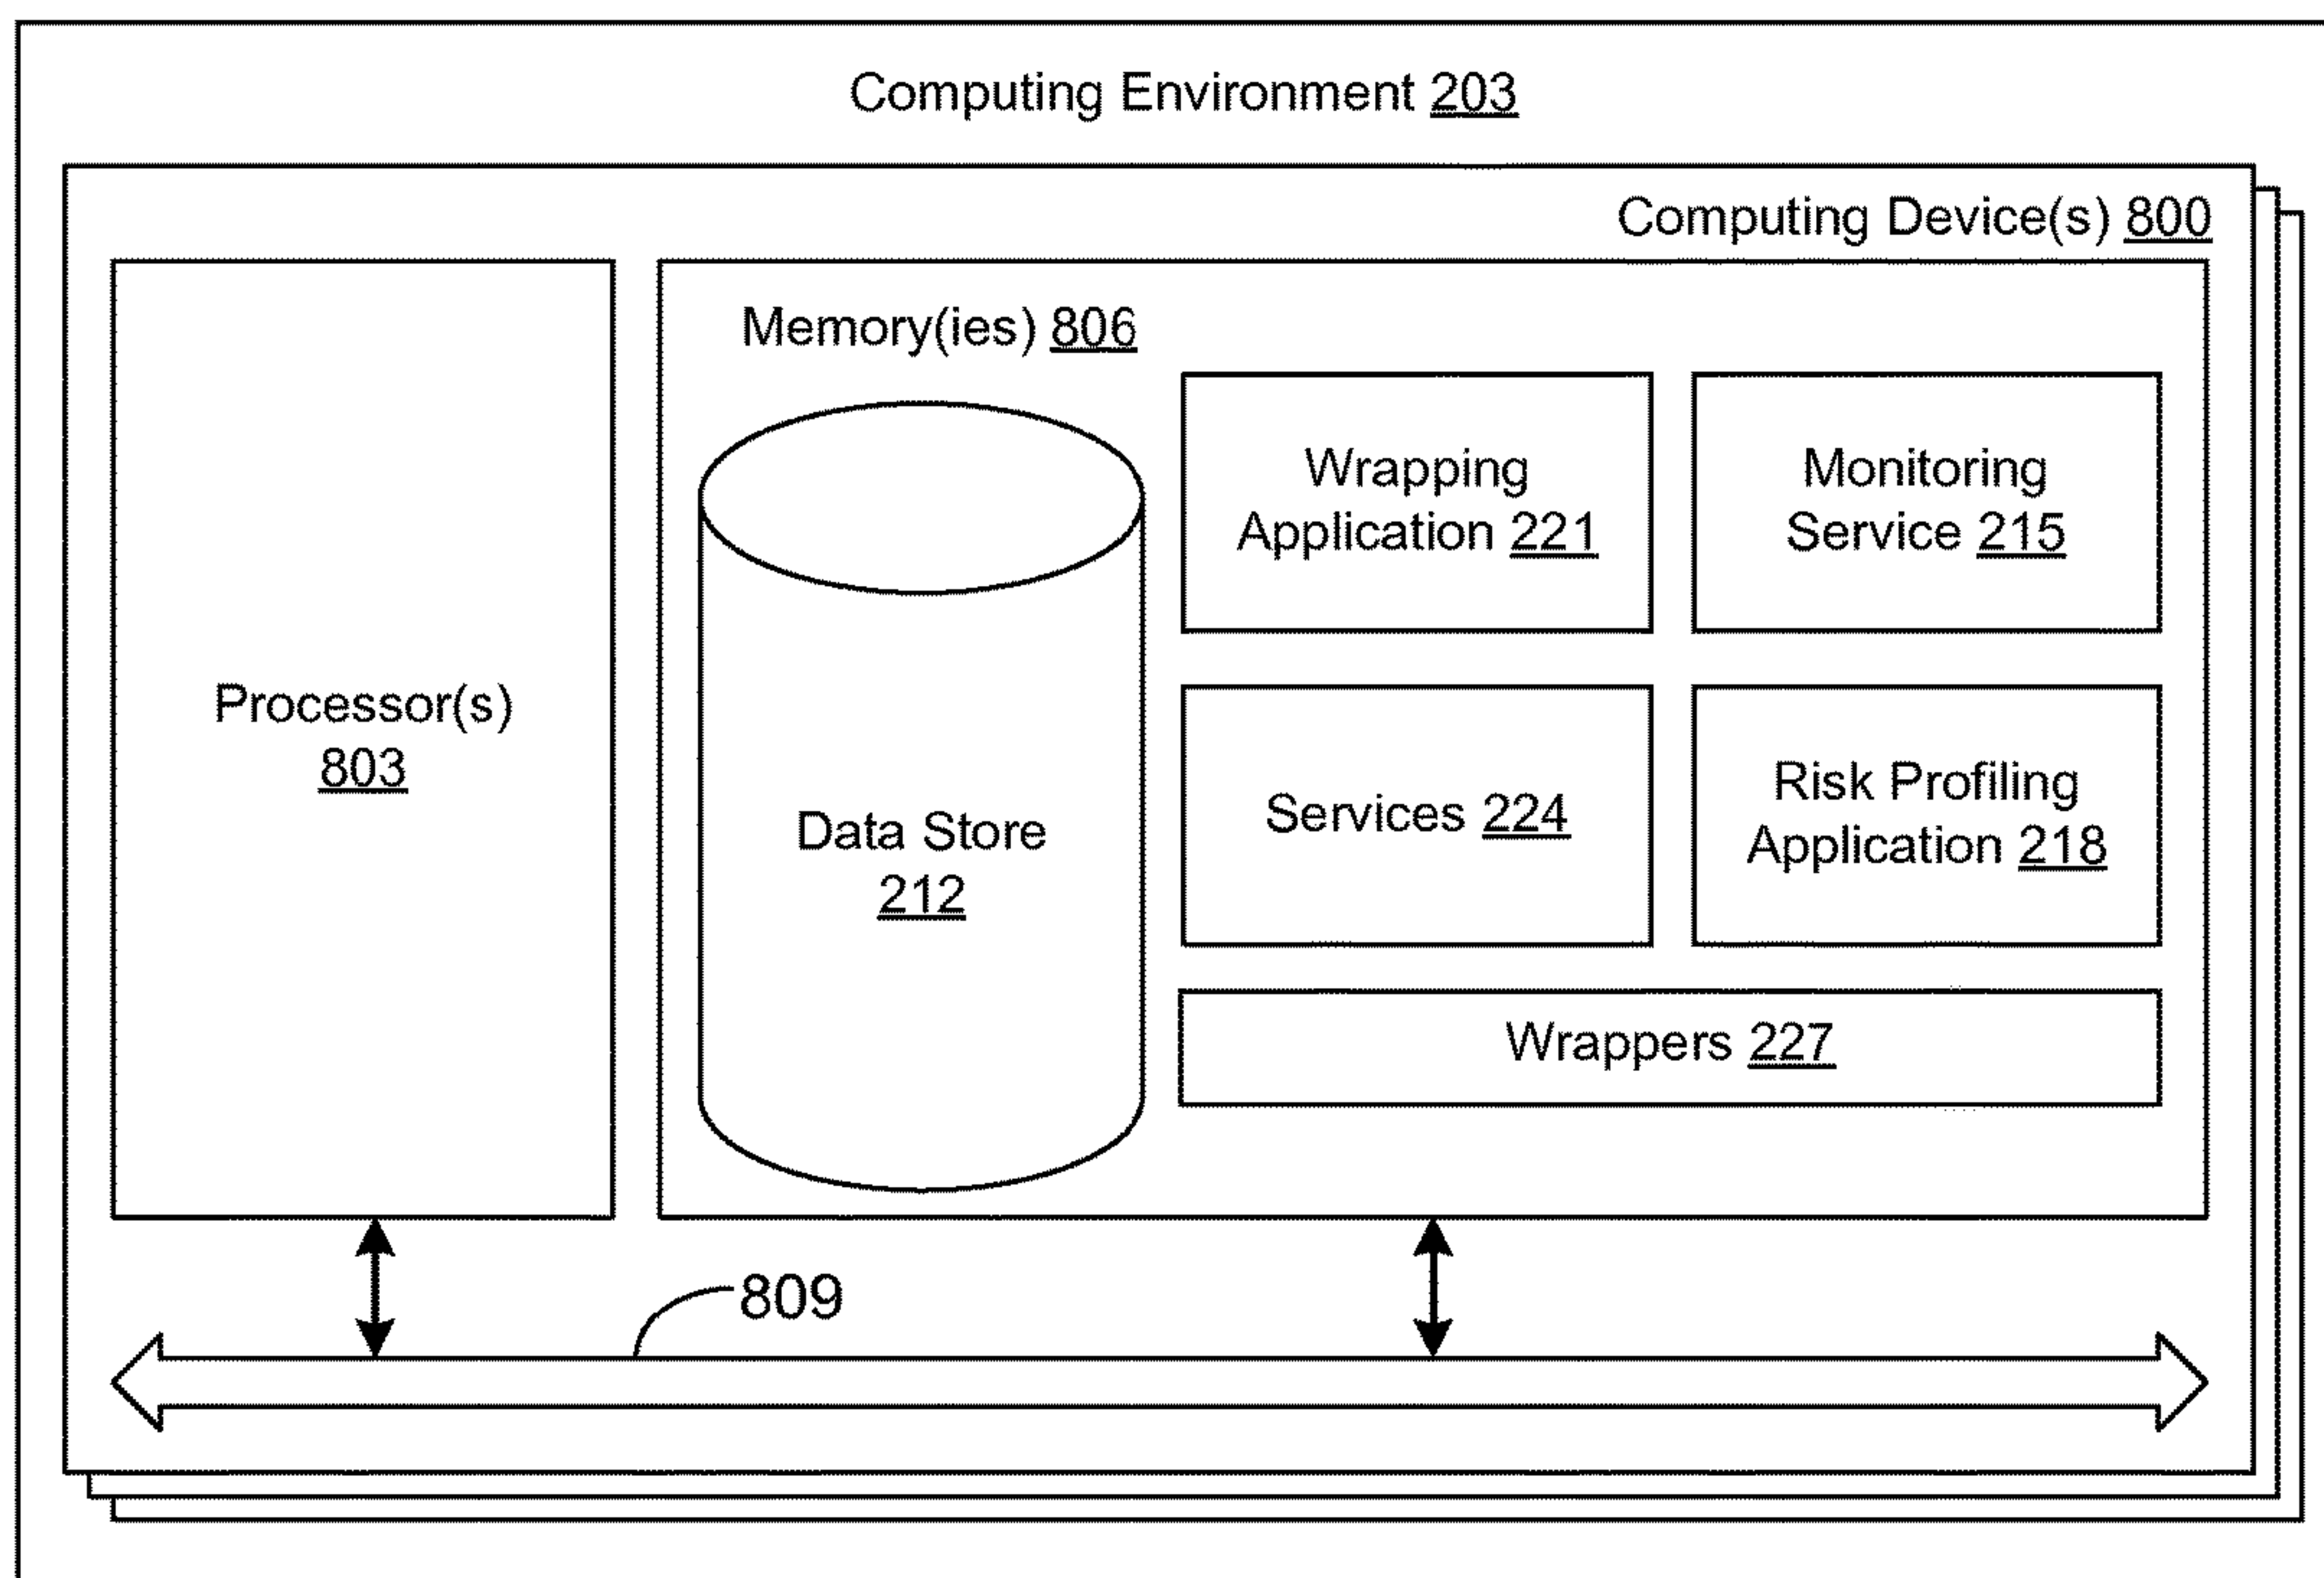 Computing Environment 203
Computing Device(s) 800
Processor(s)
803
Memory(ies) 806
Data Store
212
Wrapping
Application 221
Monitoring
Service 215
Services 224
Risk Profiling
Application 218
Wrappers 227
809